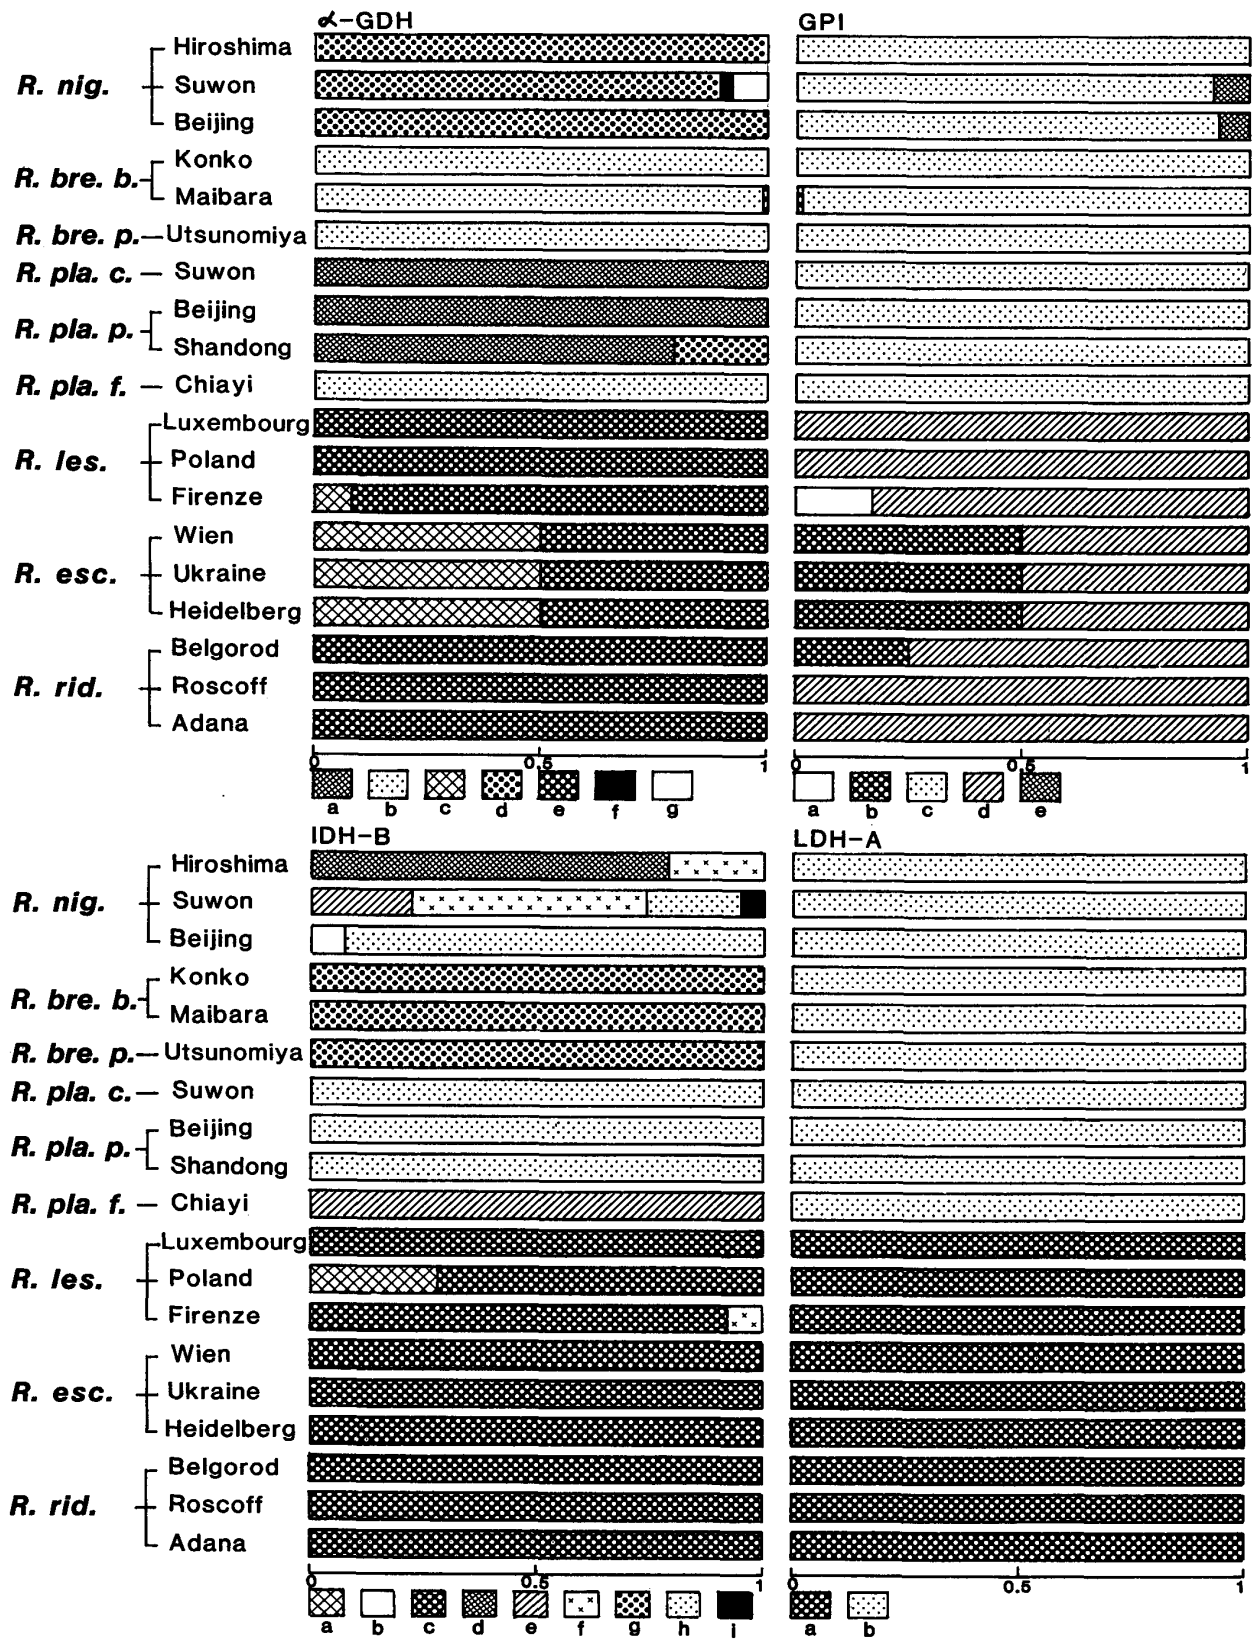 α-GDH GPI
Hiroshima
R. nig. Suwon
Beijing
Konko
R. bre. b.
Maibara
R. bre. p. Utsunomiya
R. pla. c. Suwon
Beijing
R. pla. p.
Shandong
R. pla. f. Chiayi
Luxembourg
R. les. Poland
Firenze
Wien
R. esc. Ukraine
Heidelberg
Belgorod
R. rid. Roscoff
Adana
0 0.5 1 0 0.5 1
a b c d e f g a b c d e
IDH-B LDH-A
Hiroshima
R. nig. Suwon
Beijing
Konko
R. bre. b.
Maibara
R. bre. p. Utsunomiya
R. pla. c. Suwon
Beijing
R. pla. p.
Shandong
R. pla. f. Chiayi
Luxembourg
R. les. Poland
Firenze
Wien
R. esc. Ukraine
Heidelberg
Belgorod
R. rid. Roscoff
Adana
0 0.5 1 0 0.5 1
a b c d e f g h i a b